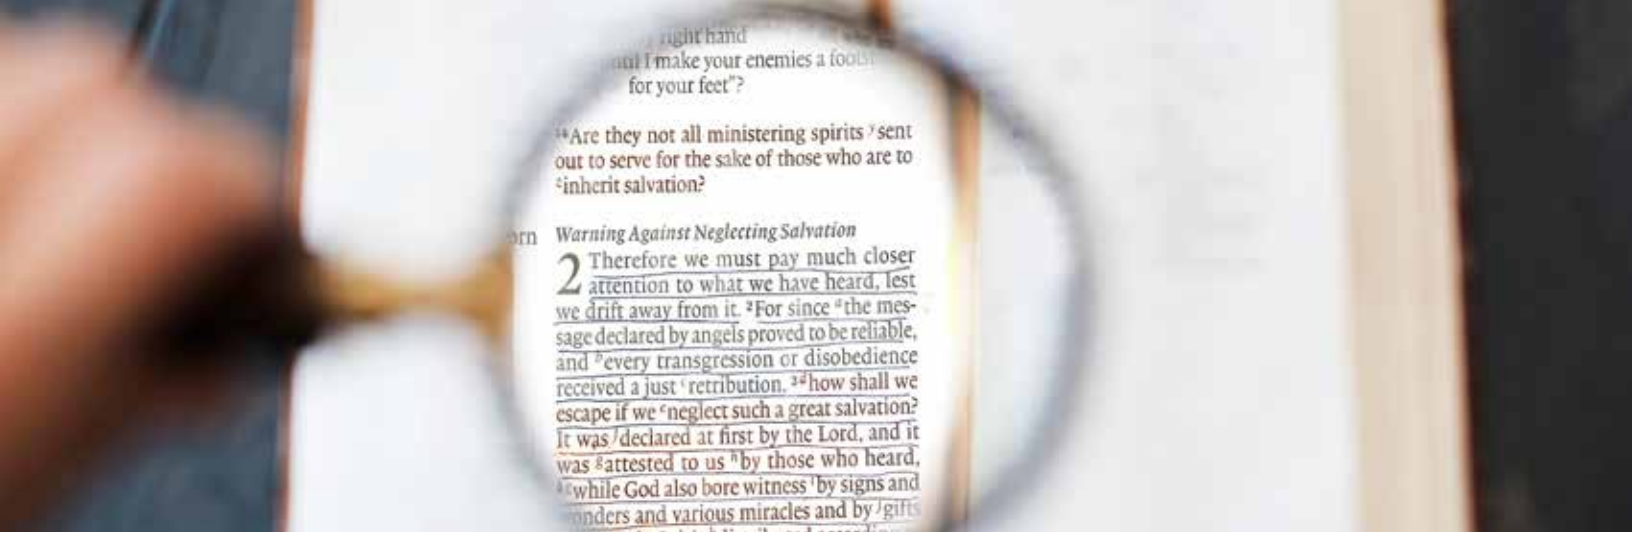 right hand
I make your enemies a
for your feet"?
14 Are they not all ministering spirits y sent
out to serve for the sake of those who are to
inherit salvation?
Warning Against Neglecting Salvation
2 Therefore we must pay much closer
attention to what we have heard, lest
we drift away from it. 2 For since a the mes-
sage declared by angels proved to be reliable,
and b every transgression or disobedience
received a just c retribution, 3 d how shall we
escape if we e neglect such a great salvation?
It was f declared at first by the Lord, and it
was g attested to us h by those who heard,
while God also bore witness i by signs and
wonders and various miracles and by j gifts